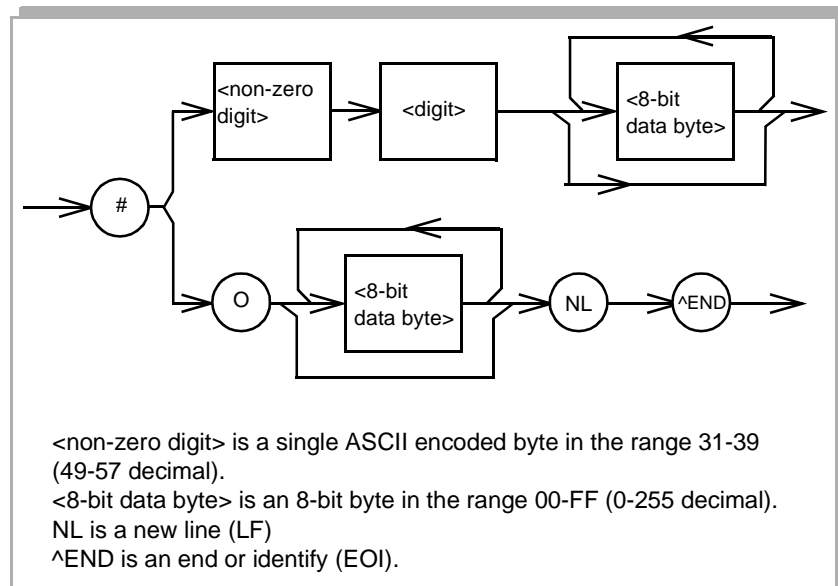 <non-zero
digit>
<digit>
<8-bit
data byte>
#
O
<8-bit
data byte>
NL
^END
<non-zero digit> is a single ASCII encoded byte in the range 31-39
(49-57 decimal).
<8-bit data byte> is an 8-bit byte in the range 00-FF (0-255 decimal).
NL is a new line (LF)
^END is an end or identify (EOI).